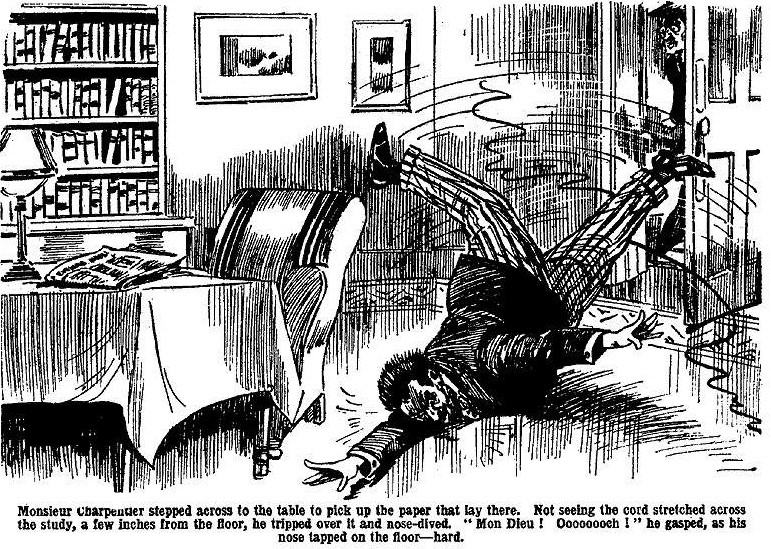 Monsieur Charpentier stepped across to the table to pick up the paper that lay there. Not seeing the cord stretched across
the study, a few inches from the floor, he tripped over it and nose-dived. " Mon Dieu ! Oooooooch ! " he gasped, as his
nose tapped on the floor—hard.